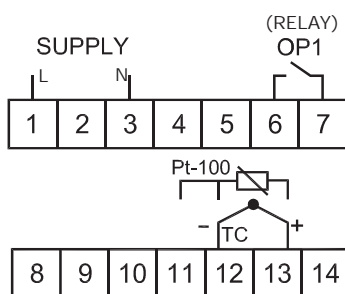 (RELAY)
SUPPLY OP1
L N
1 2 3 4 5 6 7
Pt-100
− TC +
8 9 10 11 12 13 14